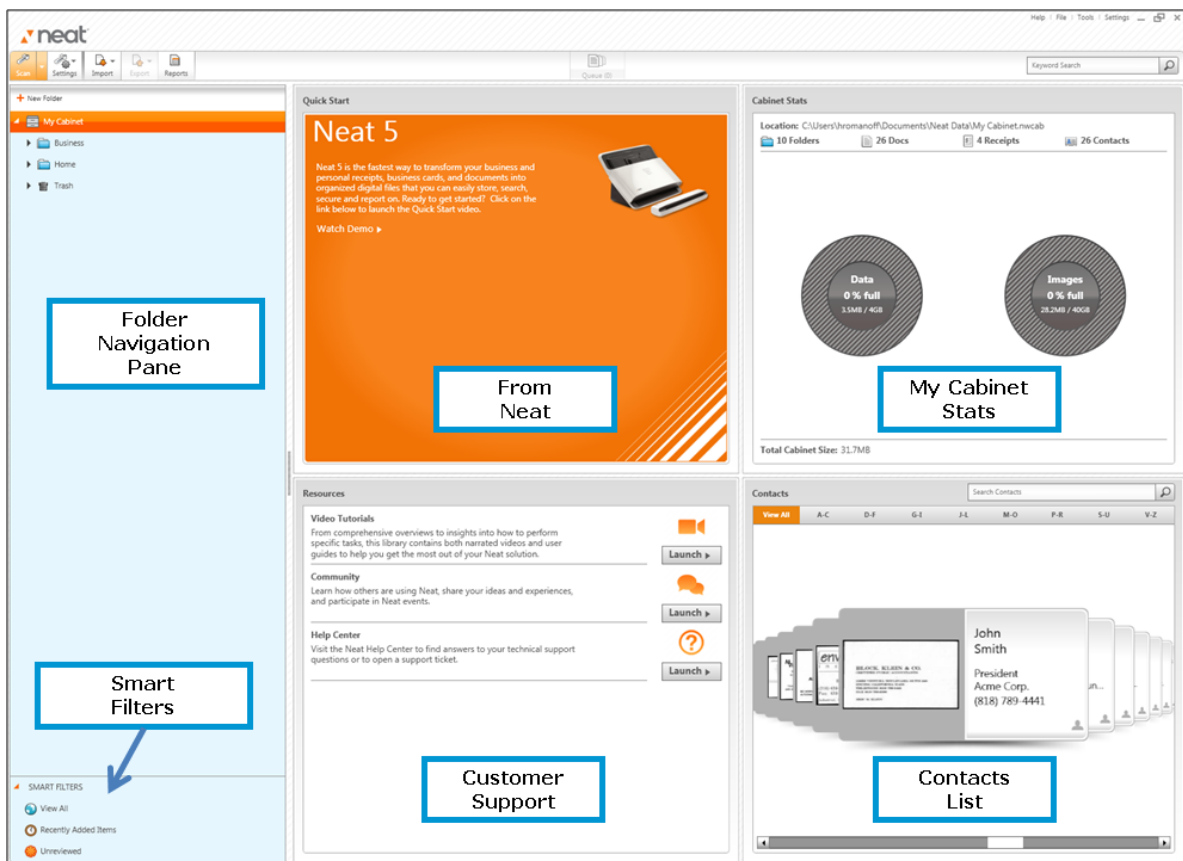 Help | File | Tools | Settings
neat
Scan
Settings
Import
Export
Reports
Queue (0)
Keyword Search
New Folder
My Cabinet
Business
Home
Trash
Folder
Navigation
Pane
Smart
Filters
SMART FILTERS
View All
Recently Added Items
Unreviewed
Quick Start
Neat 5
Neat 5 is the fastest way to transform your business and
personal receipts, business cards, and documents into
organized digital files that you can easily store, search,
secure and report on. Ready to get started? Click on the
link below to launch the Quick Start video.
Watch Demo
From
Neat
Cabinet Stats
Location: C:\Users\hromanoff\Documents\Neat Data\My Cabinet.nwcab
10 Folders 26 Docs 4 Receipts 26 Contacts
Data
0 % full
3.5MB / 4GB
Images
0 % full
28.2MB / 40GB
My Cabinet
Stats
Total Cabinet Size: 31.7MB
Resources
Video Tutorials
From comprehensive overviews to insights into how to perform
specific tasks, this library contains both narrated videos and user
guides to help you get the most out of your Neat solution.
Launch
Community
Learn how others are using Neat, share your ideas and experiences,
and participate in Neat events.
Launch
Help Center
Visit the Neat Help Center to find answers to your technical support
questions or to open a support ticket.
Launch
Customer
Support
Contacts
Search Contacts
View All A-C D-F G-I J-L M-O P-R S-U V-Z
env
BLOCK, KLEIN & CO.
John
Smith
President
Acme Corp.
(818) 789-4441
un...
Contacts
List